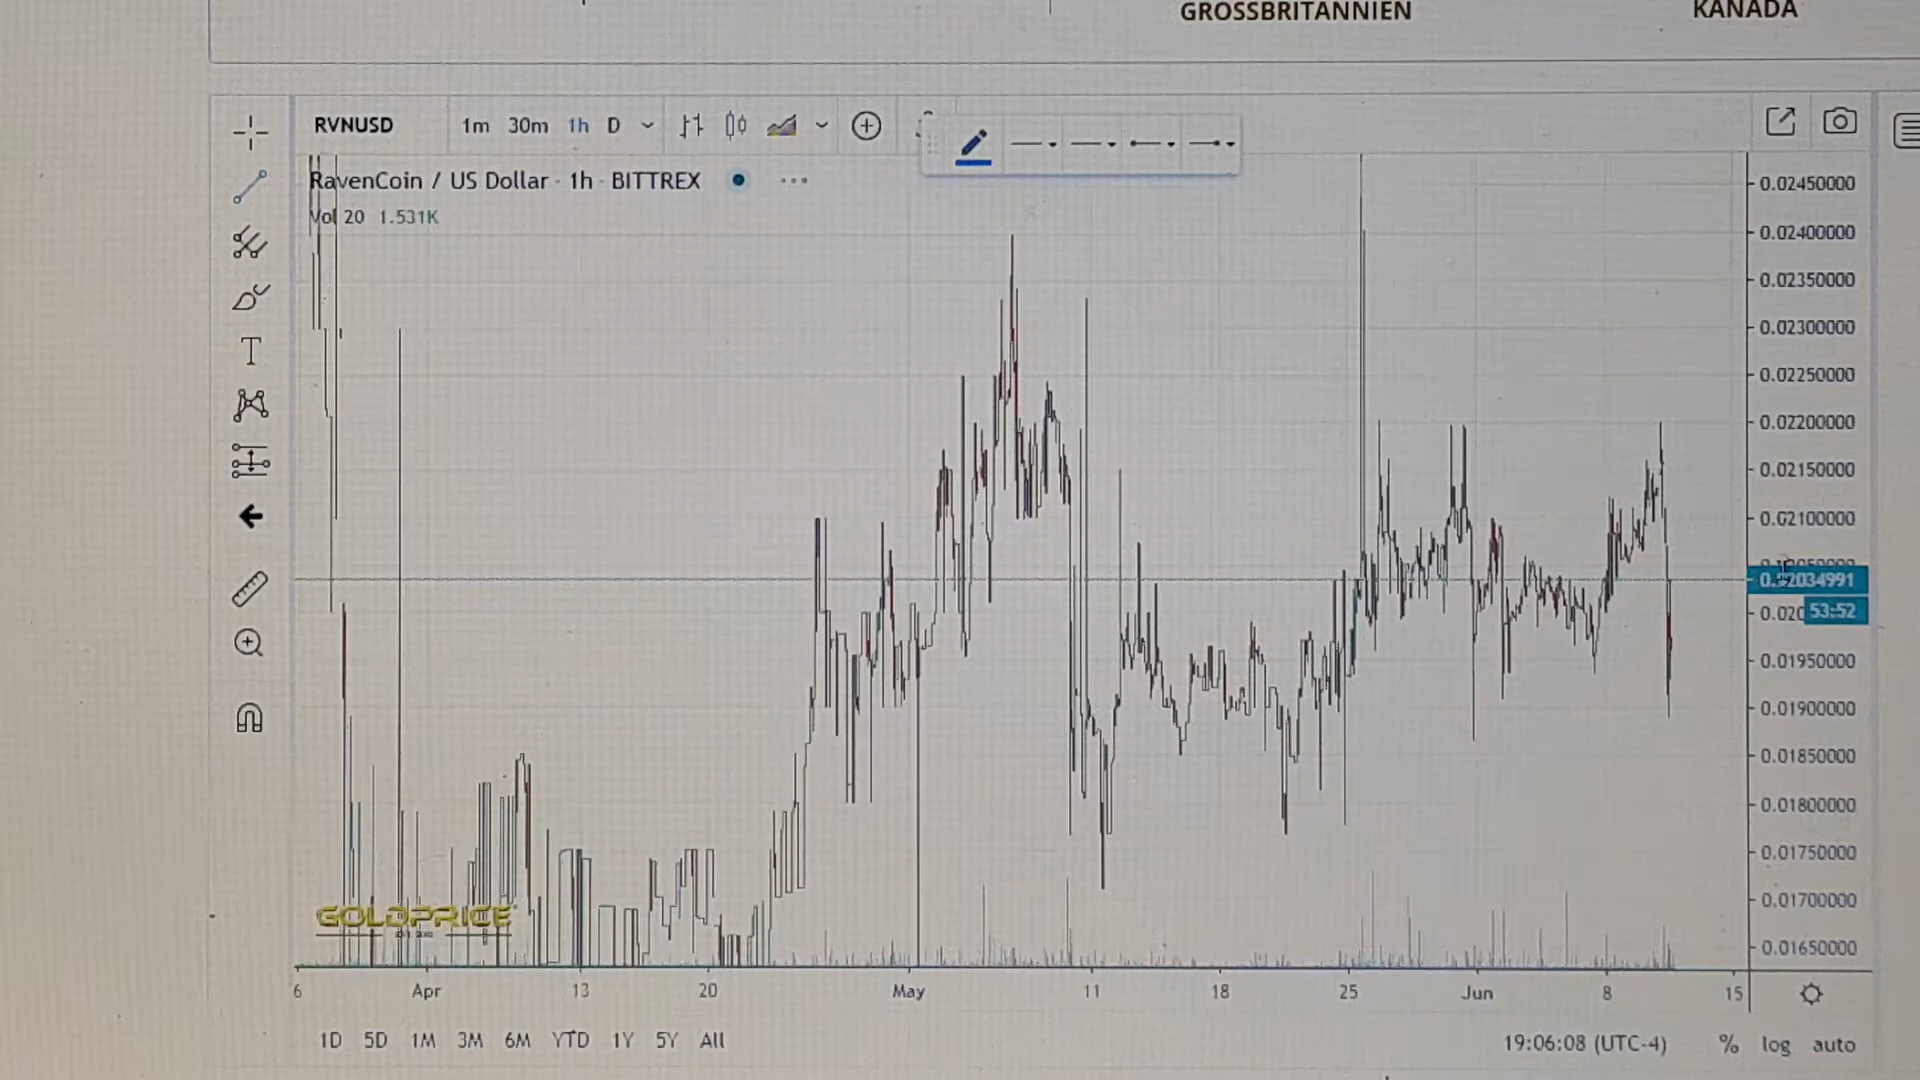 GROSSBRITANNIEN KANADA
RVNUSD 1m 30m 1h D
RavenCoin / US Dollar · 1h · BITTREX
Vol 20 1.531K
T
0.02450000
0.02400000
0.02350000
0.02300000
0.02250000
0.02200000
0.02150000
0.02100000
0.02034991
53:52
0.01950000
0.01900000
0.01850000
0.01800000
0.01750000
0.01700000
0.01650000
GOLDPRICE
6 Apr 13 20 May 11 18 25 Jun 8 15
1D 5D 1M 3M 6M YTD 1Y 5Y All 19:06:08 (UTC-4) % log auto